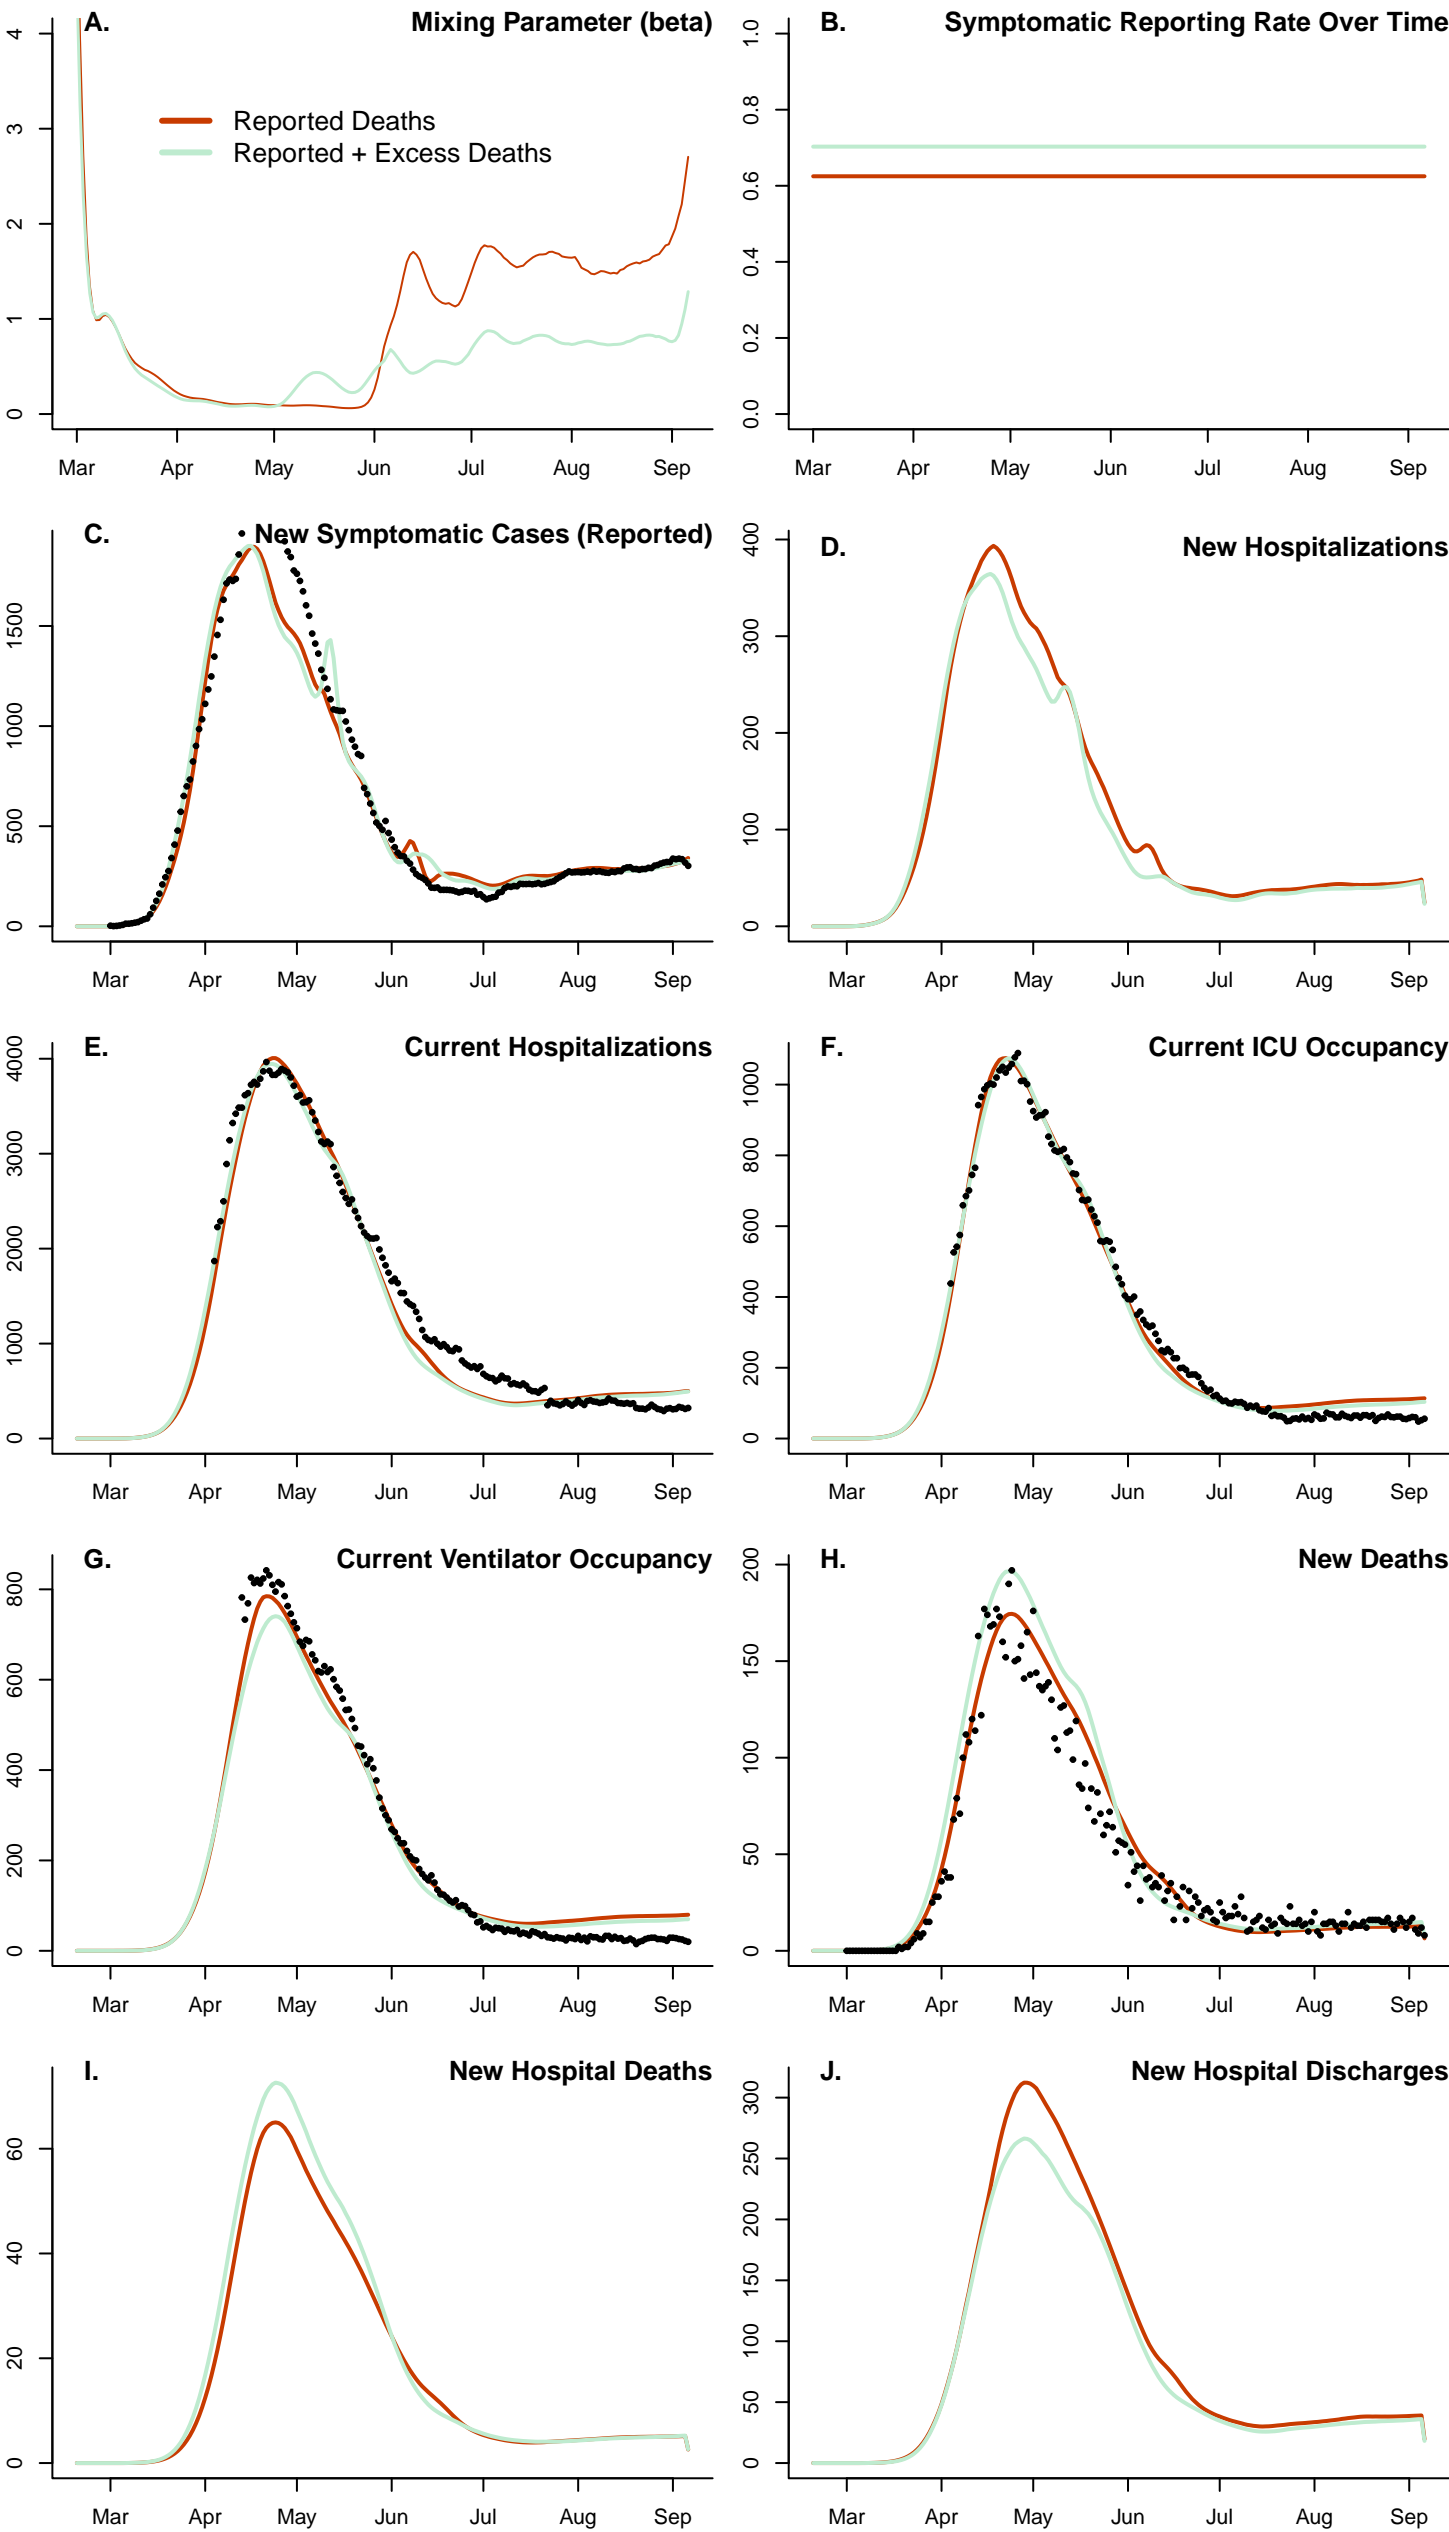 A. Mixing Parameter (beta)
4
3
2
1
0
Reported Deaths
Reported + Excess Deaths
Mar Apr May Jun Jul Aug Sep
B. Symptomatic Reporting Rate Over Time
1.0
0.8
0.6
0.4
0.2
0.0
Mar Apr May Jun Jul Aug Sep
C. New Symptomatic Cases (Reported)
1500
1000
500
0
Mar Apr May Jun Jul Aug Sep
D. New Hospitalizations
400
300
200
100
0
Mar Apr May Jun Jul Aug Sep
E. Current Hospitalizations
4000
3000
2000
1000
0
Mar Apr May Jun Jul Aug Sep
F. Current ICU Occupancy
1000
800
600
400
200
0
Mar Apr May Jun Jul Aug Sep
G. Current Ventilator Occupancy
800
600
400
200
0
Mar Apr May Jun Jul Aug Sep
H. New Deaths
200
150
100
50
0
Mar Apr May Jun Jul Aug Sep
I. New Hospital Deaths
60
40
20
0
Mar Apr May Jun Jul Aug Sep
J. New Hospital Discharges
300
250
200
150
100
50
0
Mar Apr May Jun Jul Aug Sep